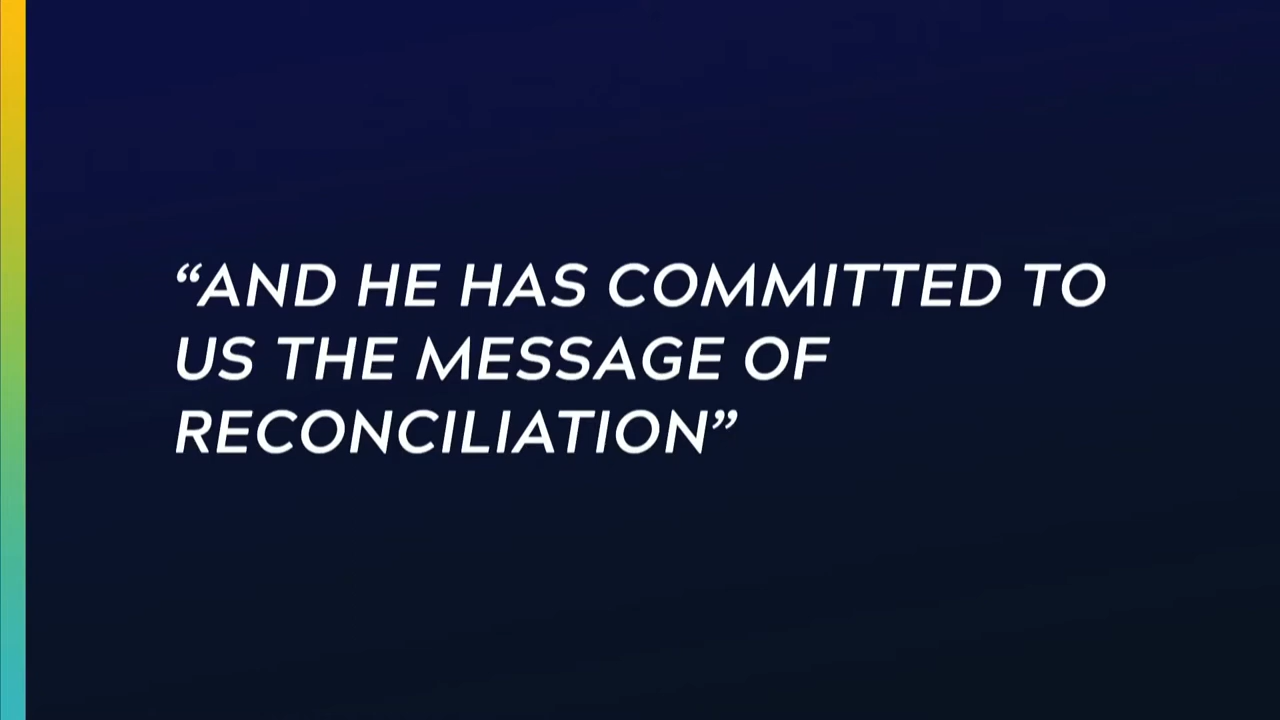 “AND HE HAS COMMITTED TO
US THE MESSAGE OF
RECONCILIATION”